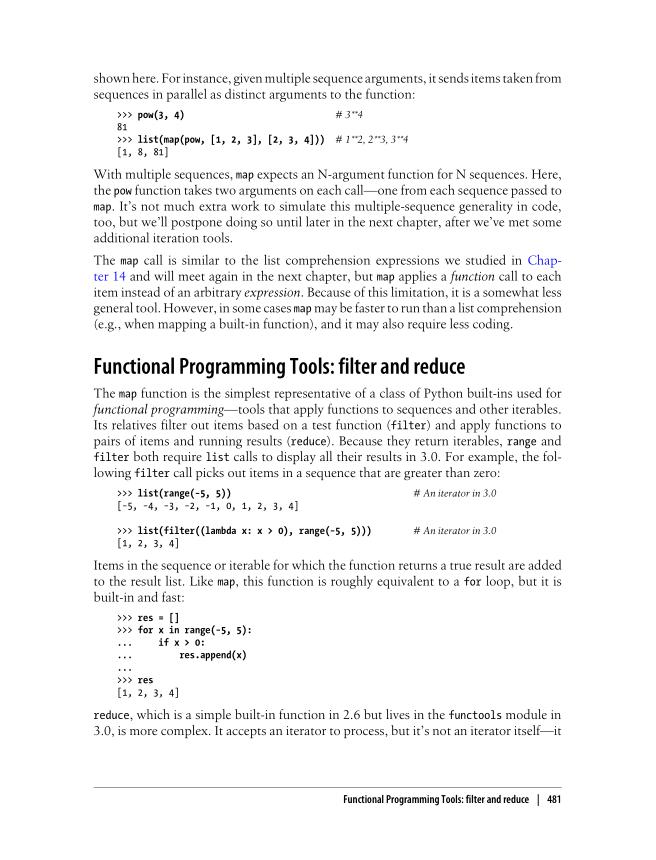 shown here. For instance, given multiple sequence arguments, it sends items taken from
sequences in parallel as distinct arguments to the function:
>>> pow(3, 4) # 3**4
81
>>> list(map(pow, [1, 2, 3], [2, 3, 4])) # 1**2, 2**3, 3**4
[1, 8, 81]
With multiple sequences, map expects an N-argument function for N sequences. Here,
the pow function takes two arguments on each call—one from each sequence passed to
map. It's not much extra work to simulate this multiple-sequence generality in code,
too, but we'll postpone doing so until later in the next chapter, after we've met some
additional iteration tools.
The map call is similar to the list comprehension expressions we studied in Chap-
ter 14 and will meet again in the next chapter, but map applies a function call to each
item instead of an arbitrary expression. Because of this limitation, it is a somewhat less
general tool. However, in some cases map may be faster to run than a list comprehension
(e.g., when mapping a built-in function), and it may also require less coding.
Functional Programming Tools: filter and reduce
The map function is the simplest representative of a class of Python built-ins used for
functional programming—tools that apply functions to sequences and other iterables.
Its relatives filter out items based on a test function (filter) and apply functions to
pairs of items and running results (reduce). Because they return iterables, range and
filter both require list calls to display all their results in 3.0. For example, the fol-
lowing filter call picks out items in a sequence that are greater than zero:
>>> list(range(-5, 5)) # An iterator in 3.0
[-5, -4, -3, -2, -1, 0, 1, 2, 3, 4]
>>> list(filter((lambda x: x > 0), range(-5, 5))) # An iterator in 3.0
[1, 2, 3, 4]
Items in the sequence or iterable for which the function returns a true result are added
to the result list. Like map, this function is roughly equivalent to a for loop, but it is
built-in and fast:
>>> res = []
>>> for x in range(-5, 5):
... if x > 0:
... res.append(x)
...
>>> res
[1, 2, 3, 4]
reduce, which is a simple built-in function in 2.6 but lives in the functools module in
3.0, is more complex. It accepts an iterator to process, but it's not an iterator itself—it
Functional Programming Tools: filter and reduce | 481